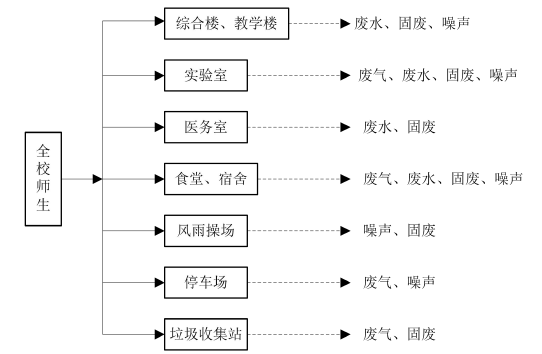 全校师生
综合楼、教学楼 废水、固废、噪声
实验室 废气、废水、固废、噪声
医务室 废水、固废
食堂、宿舍 废气、废水、固废、噪声
风雨操场 噪声、固废
停车场 废气、噪声
垃圾收集站 废气、固废